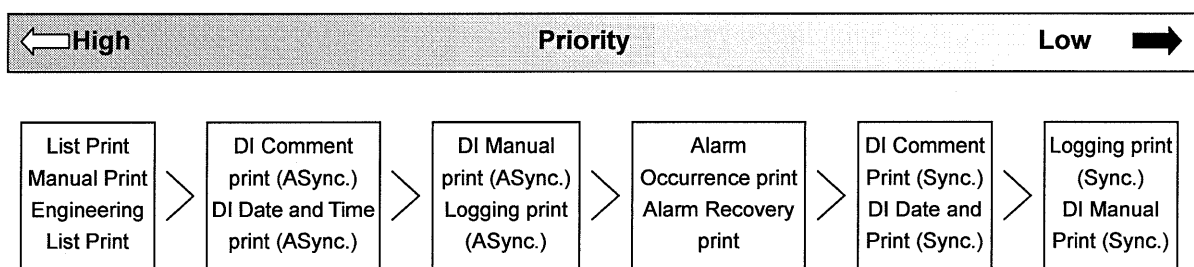 High Priority Low
List Print
Manual Print
Engineering
List Print
DI Comment
print (ASync.)
DI Date and Time
print (ASync.)
DI Manual
print (ASync.)
Logging print
(ASync.)
Alarm
Occurrence print
Alarm Recovery
print
DI Comment
Print (Sync.)
DI Date and
Print (Sync.)
Logging print
(Sync.)
DI Manual
Print (Sync.)